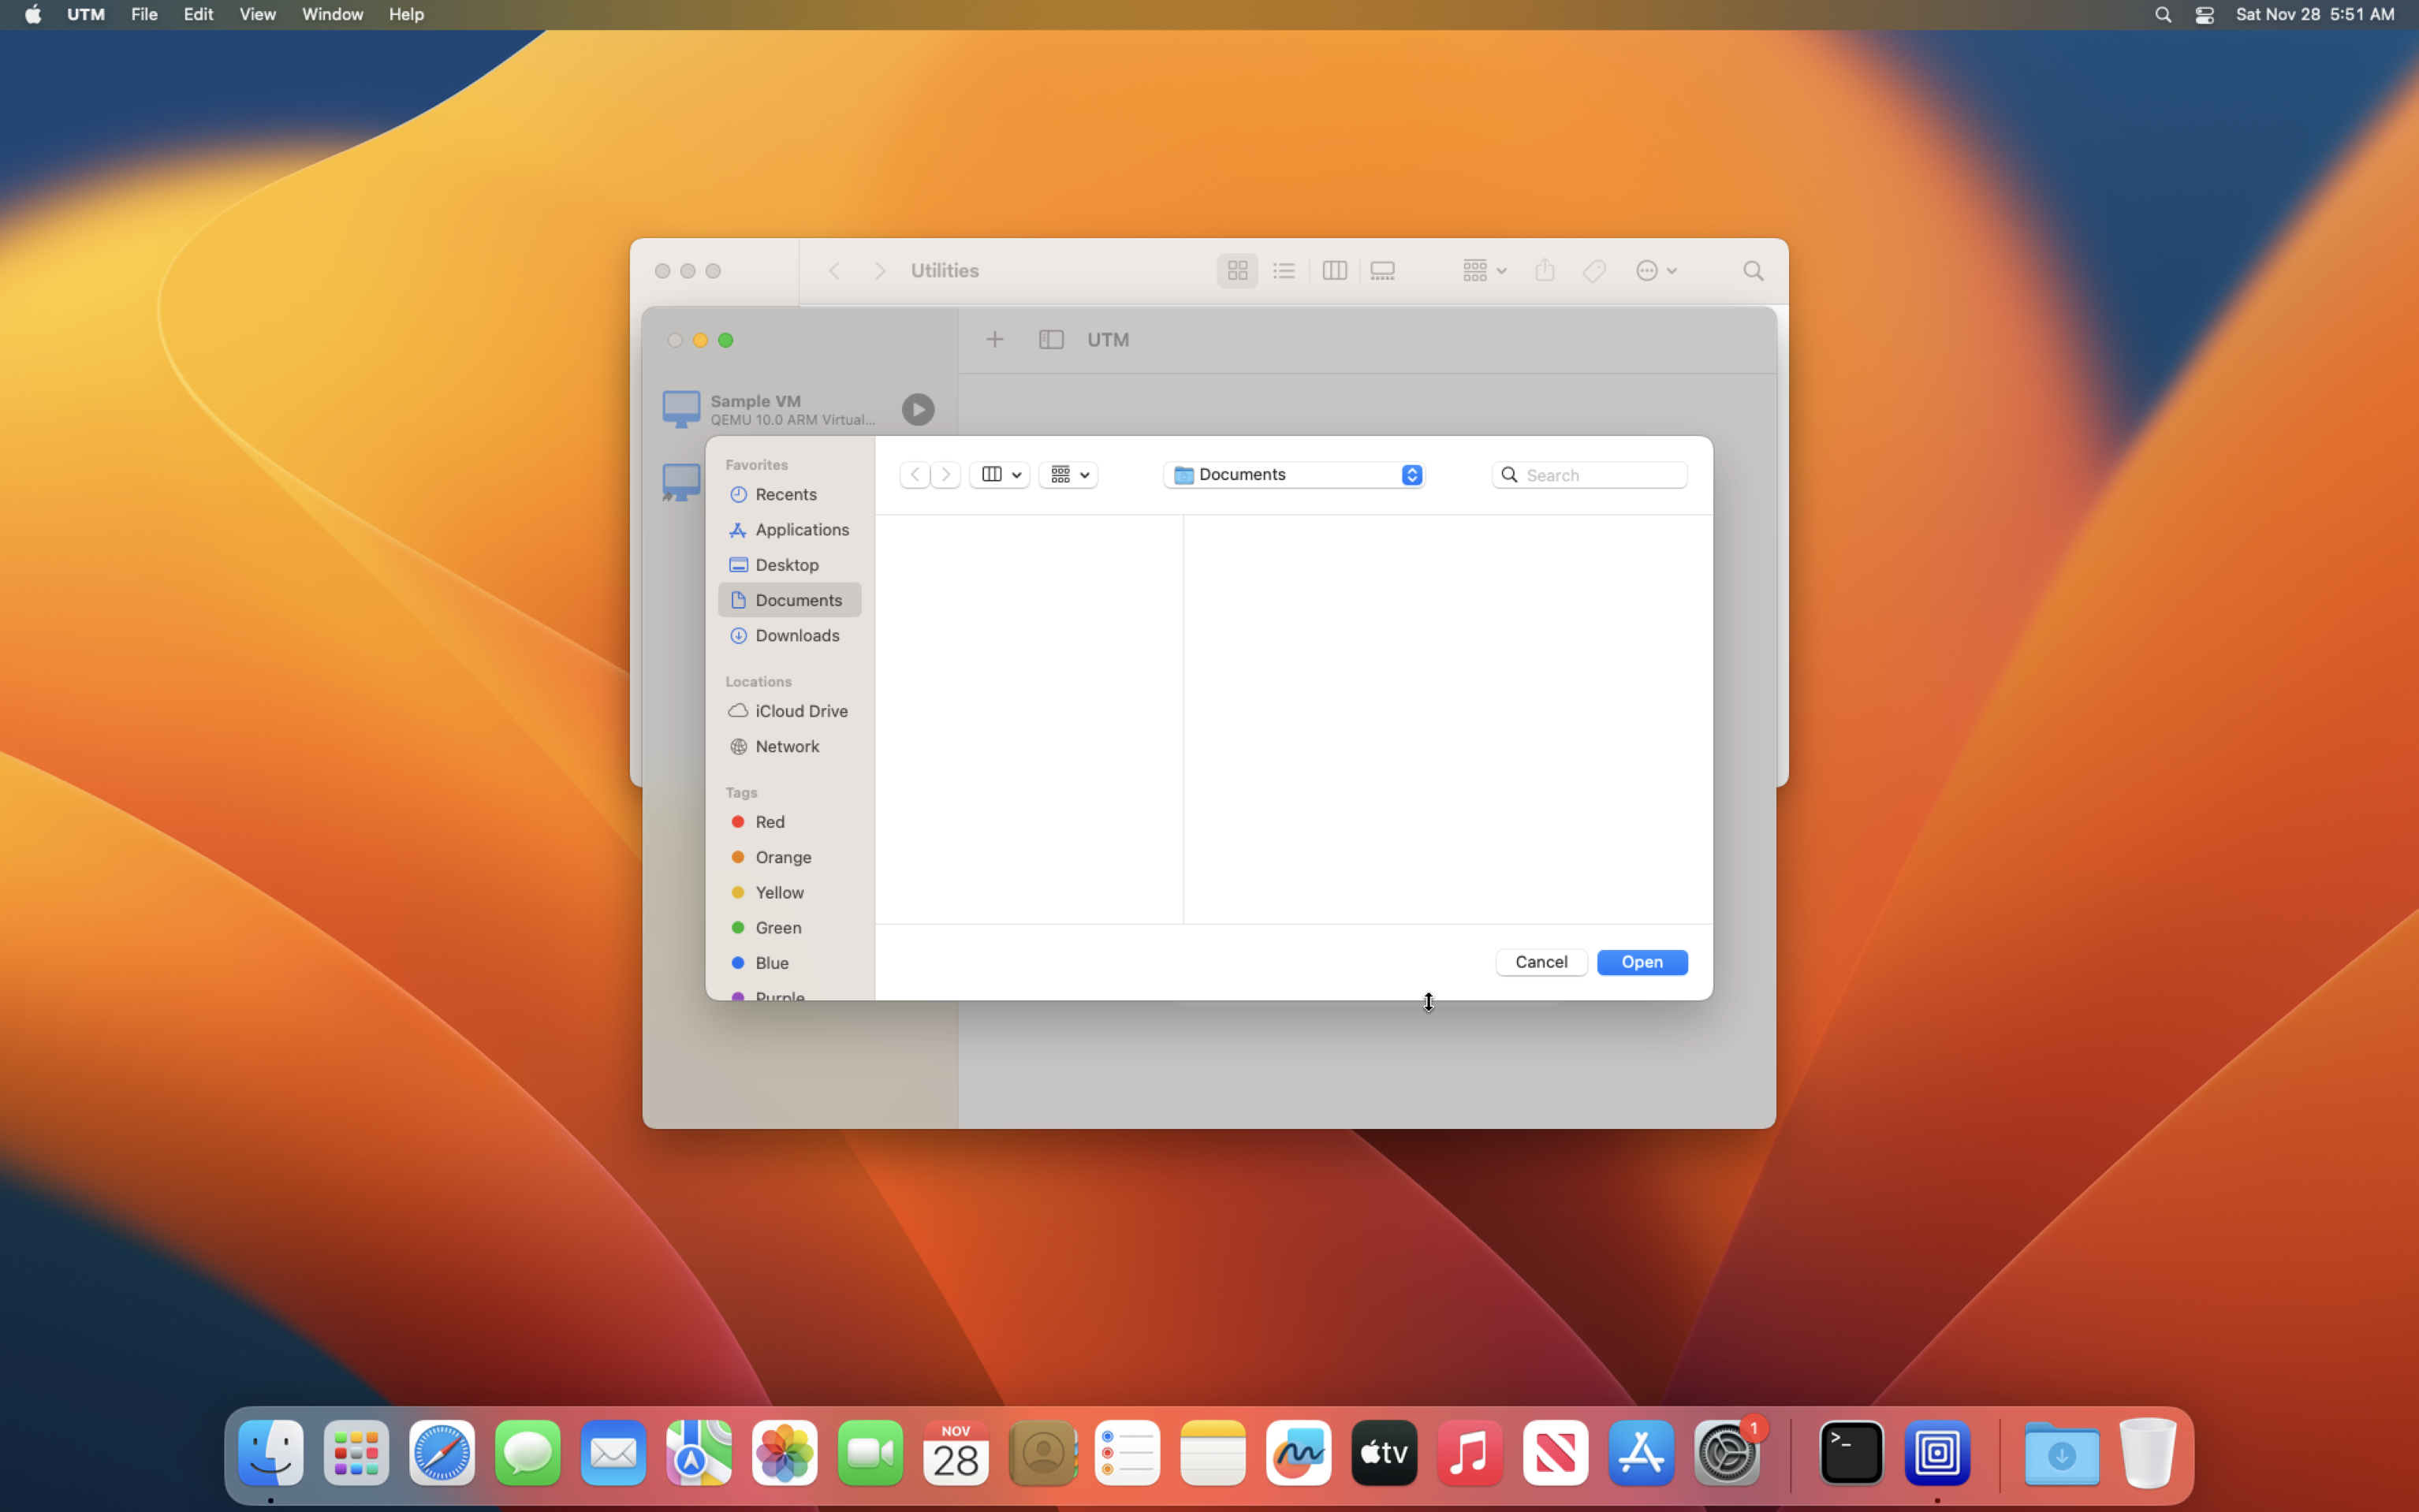 UTM File Edit View Window Help
Sat Nov 28 5:51 AM
Utilities
UTM
Sample VM
QEMU 10.0 ARM Virtual...
Favorites
Recents
Applications
Desktop
Documents
Downloads
Locations
iCloud Drive
Network
Tags
Red
Orange
Yellow
Green
Blue
Purple
Documents
Search
Cancel Open
NOV
28
tv
1
>_